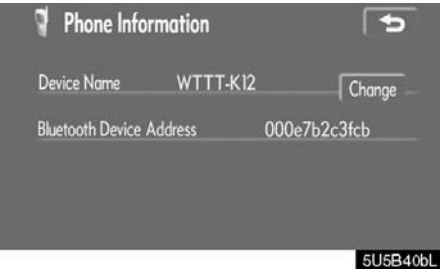 Phone Information
Device Name WTTT-K12 Change
Bluetooth Device Address 000e7b2c3fcb
5U5B40bL